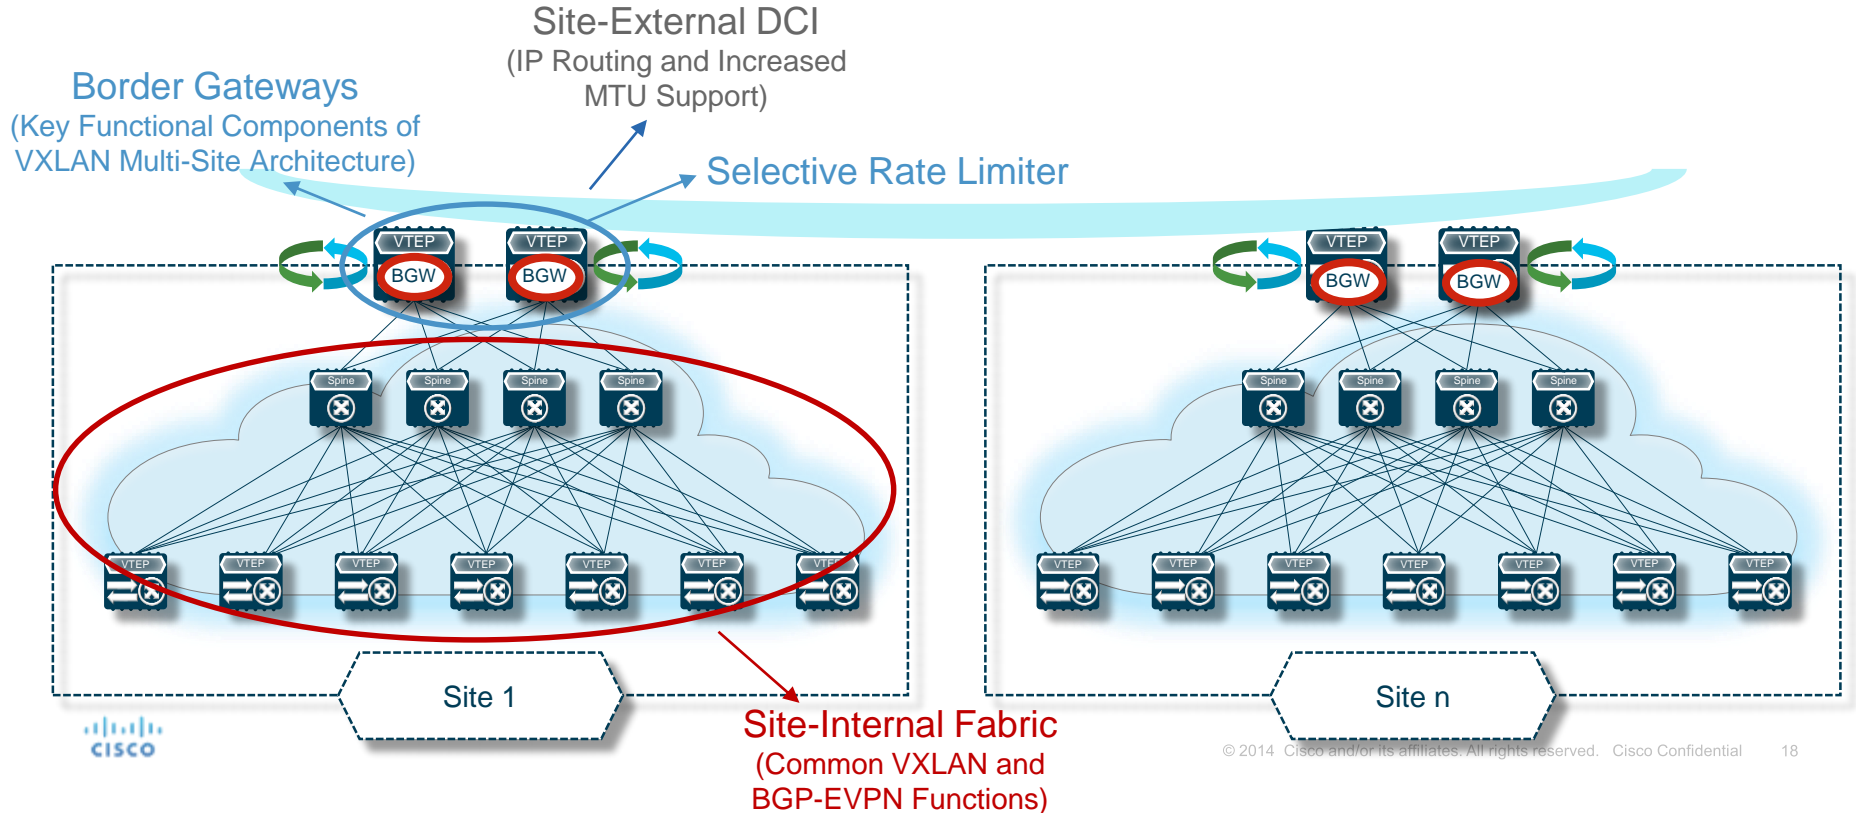 Site-External DCI
(IP Routing and Increased
MTU Support)
Border Gateways
(Key Functional Components of
VXLAN Multi-Site Architecture)
Selective Rate Limiter
VTEP
BGW
VTEP
BGW
VTEP
BGW
VTEP
BGW
Spine
Spine
Spine
Spine
Spine
Spine
Spine
Spine
VTEP
VTEP
VTEP
VTEP
VTEP
VTEP
VTEP
VTEP
VTEP
VTEP
VTEP
VTEP
VTEP
VTEP
Site 1
Site n
Site-Internal Fabric
(Common VXLAN and
BGP-EVPN Functions)
CISCO
© 2014 Cisco and/or its affiliates. All rights reserved. Cisco Confidential 18